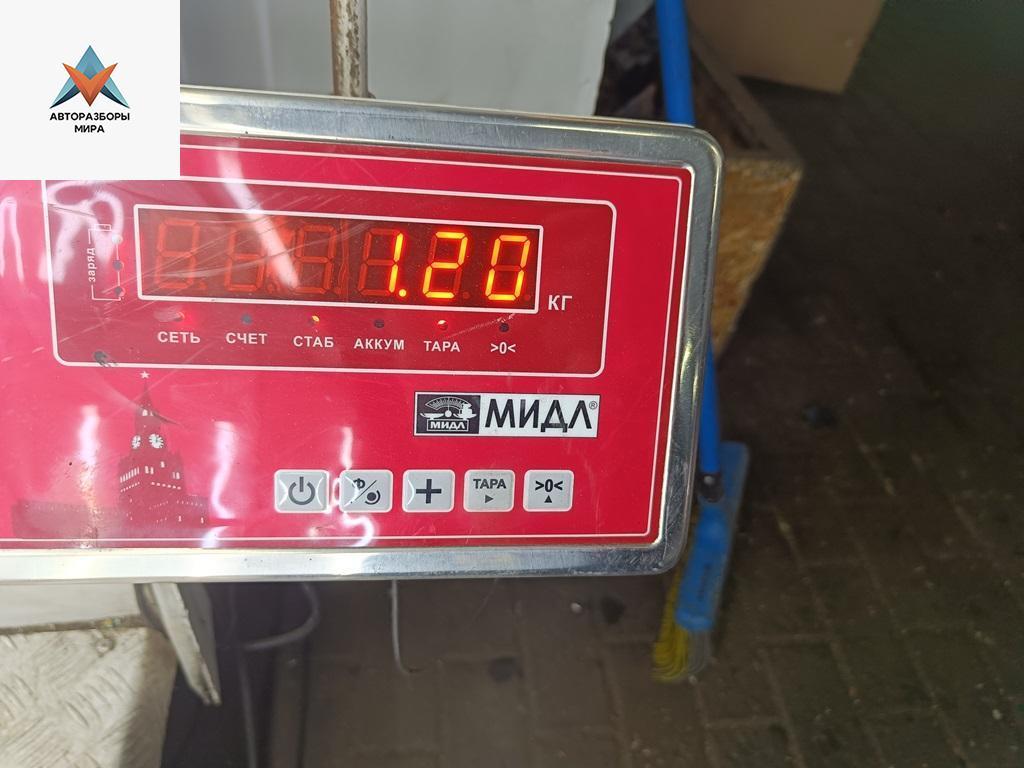 АВТОРАЗБОРЫ
МИРА
заряд
1.20
КГ
СЕТЬ СЧЕТ СТАБ АККУМ ТАРА >0<
МИДЛ МИДЛ®
ТАРА >0<